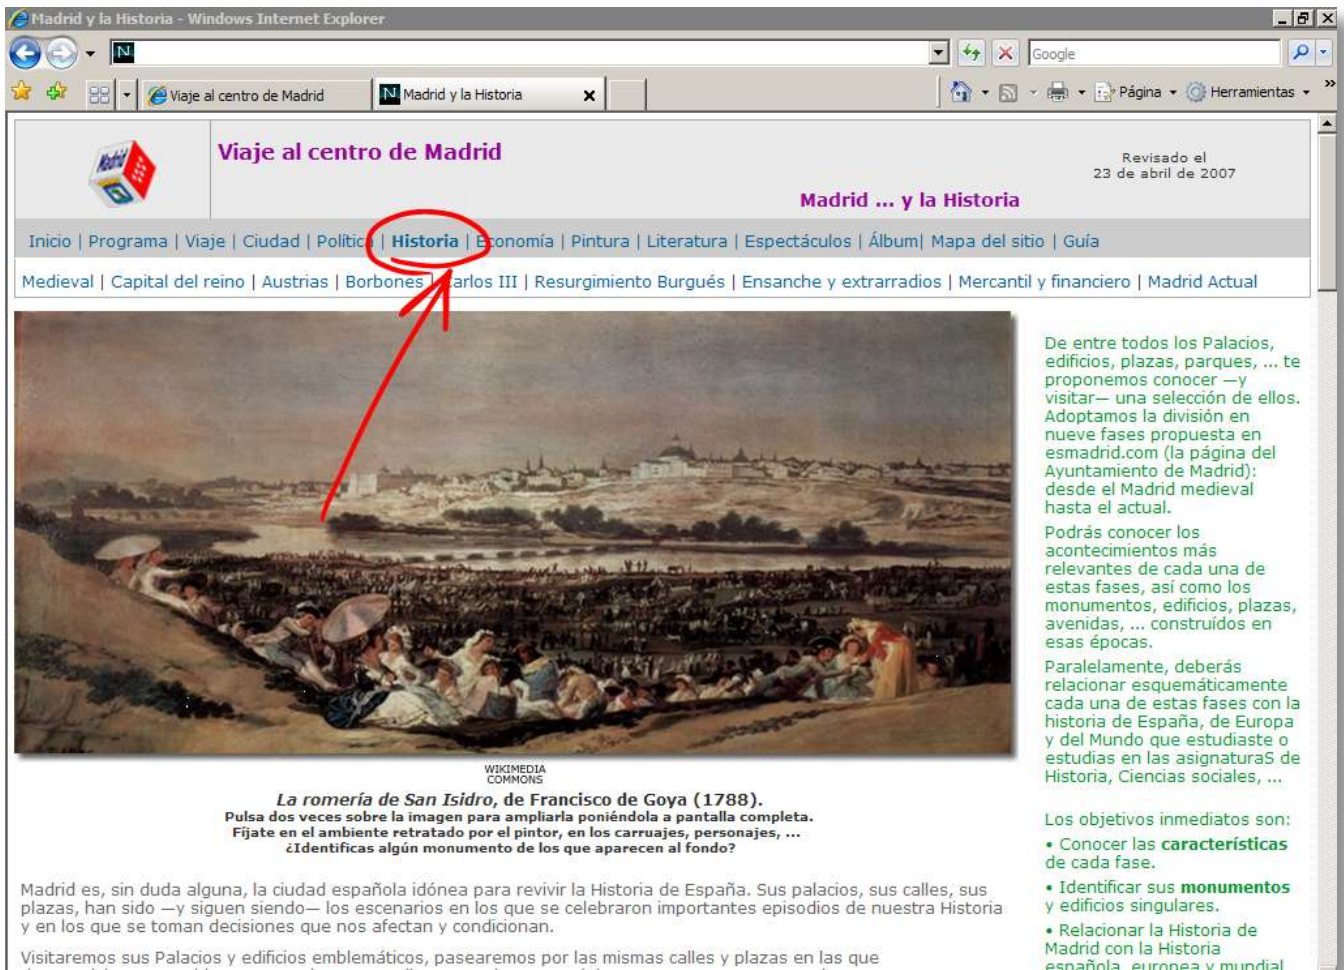 Madrid y la Historia - Windows Internet Explorer
Google
Viaje al centro de Madrid
Madrid y la Historia
Página
Herramientas
Madrid
Viaje al centro de Madrid
Revisado el
23 de abril de 2007
Madrid ... y la Historia
Inicio | Programa | Viaje | Ciudad | Política | Historia | Economía | Pintura | Literatura | Espectáculos | Álbum| Mapa del sitio | Guía
Medieval | Capital del reino | Austrias | Borbones | Carlos III | Resurgimiento Burgués | Ensanche y extrarradios | Mercantil y financiero | Madrid Actual
WIKIMEDIA
COMMONS
La romería de San Isidro, de Francisco de Goya (1788).
Pulsa dos veces sobre la imagen para ampliarla poniéndola a pantalla completa.
Fíjate en el ambiente retratado por el pintor, en los carruajes, personajes, ...
¿Identificas algún monumento de los que aparecen al fondo?
Madrid es, sin duda alguna, la ciudad española idónea para revivir la Historia de España. Sus palacios, sus calles, sus
plazas, han sido —y siguen siendo— los escenarios en los que se celebraron importantes episodios de nuestra Historia
y en los que se toman decisiones que nos afectan y condicionan.
Visitaremos sus Palacios y edificios emblemáticos, pasearemos por las mismas calles y plazas en las que
De entre todos los Palacios,
edificios, plazas, parques, ... te
proponemos conocer —y
visitar— una selección de ellos.
Adoptamos la división en
nueve fases propuesta en
esmadrid.com (la página del
Ayuntamiento de Madrid):
desde el Madrid medieval
hasta el actual.
Podrás conocer los
acontecimientos más
relevantes de cada una de
estas fases, así como los
monumentos, edificios, plazas,
avenidas, ... construídos en
esas épocas.
Paralelamente, deberás
relacionar esquemáticamente
cada una de estas fases con la
historia de España, de Europa
y del Mundo que estudiaste o
estudias en las asignaturaS de
Historia, Ciencias sociales, ...
Los objetivos inmediatos son:
• Conocer las características
de cada fase.
• Identificar sus monumentos
y edificios singulares.
• Relacionar la Historia de
Madrid con la Historia
española, europea y mundial